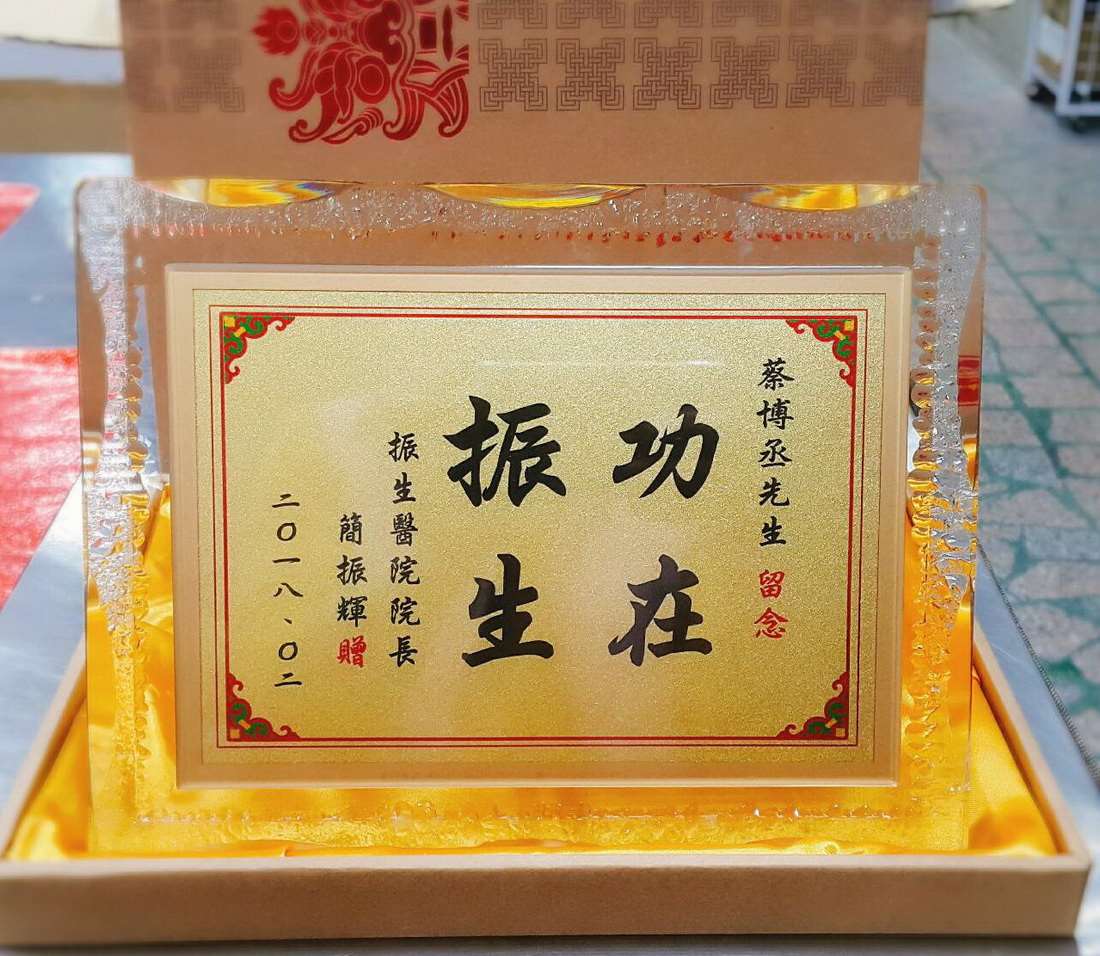 蔡博丞先生 留念
功在
振生
振生醫院院長
簡振輝贈
二〇一八、〇二